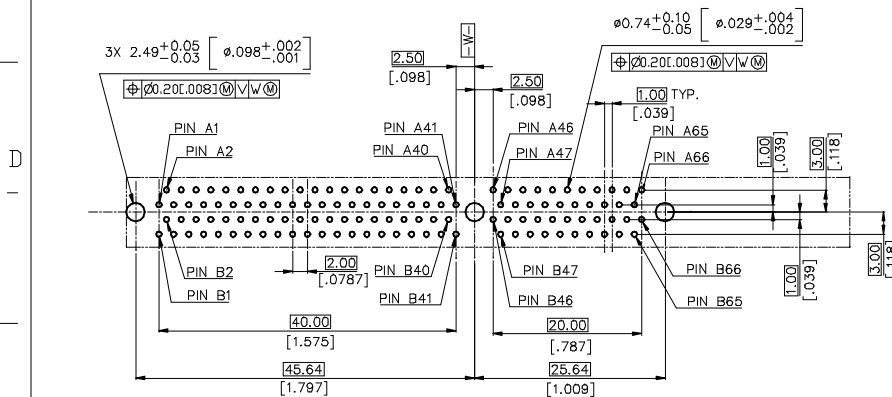 3X 2.49+0.05 -0.03 [ ø.098+.002 -.001 ]
⌖ Ø0.20[.008]Ⓜ V W Ⓜ
2.50
[.098]
-W-
2.50
[.098]
ø0.74+0.10 -0.05 [ ø.029+.004 -.002 ]
⌖ Ø0.20[.008]Ⓜ V W Ⓜ
1.00 TYP.
[.039]
D
PIN A1
PIN A2
PIN A41
PIN A40
PIN A46
PIN A47
PIN A65
PIN A66
1.00
[.039]
3.00
[.118]
PIN B2
PIN B1
2.00
[.0787]
PIN B40
PIN B41
PIN B47
PIN B46
PIN B66
PIN B65
1.00
[.039]
3.00
[.118]
40.00
[1.575]
20.00
[.787]
45.64
[1.797]
25.64
[1.009]